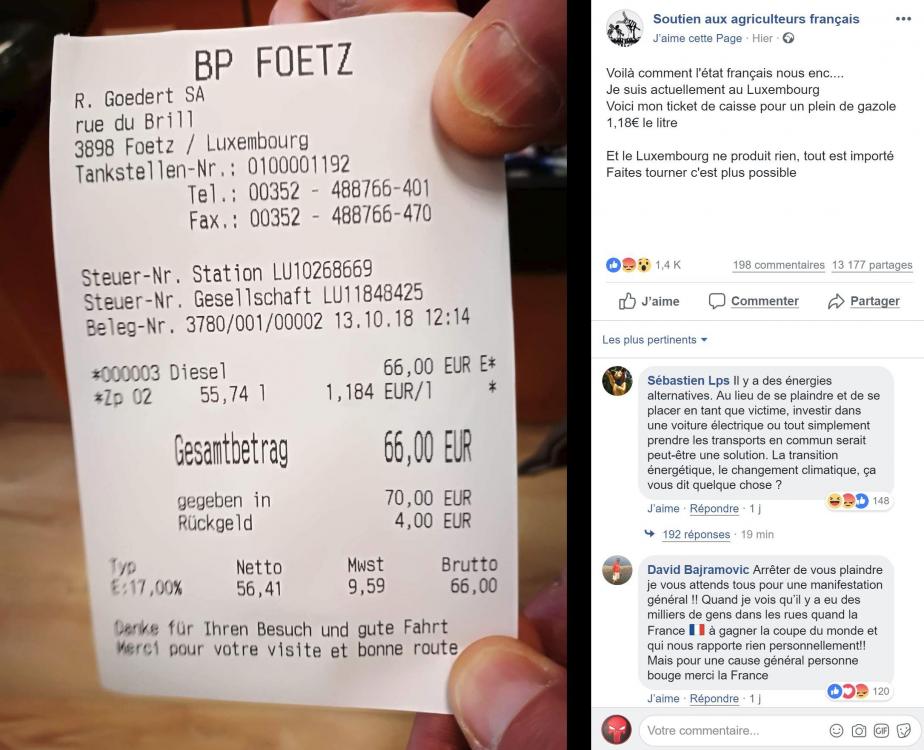 BP FOETZ
R. Goedert SA
rue du Brill
3898 Foetz / Luxembourg
Tankstellen-Nr.: 0100001192
Tel.: 00352 - 488766-401
Fax.: 00352 - 488766-470
Steuer-Nr. Station LU10268669
Steuer-Nr. Gesellschaft LU11848425
Beleg-Nr. 3780/001/00002 13.10.18 12:14
*000003 Diesel 66,00 EUR E*
*Zp 02 55,74 l 1,184 EUR/l *
Gesamtbetrag 66,00 EUR
gegeben in 70,00 EUR
Rückgeld 4,00 EUR
Typ Netto Mwst Brutto
E:17,00% 56,41 9,59 66,00
Danke für Ihren Besuch und gute Fahrt
Merci pour votre visite et bonne route
Soutien aux agriculteurs français
J'aime cette Page · Hier ·
Voilà comment l'état français nous enc....
Je suis actuellement au Luxembourg
Voici mon ticket de caisse pour un plein de gazole
1,18€ le litre
Et le Luxembourg ne produit rien, tout est importé
Faites tourner c'est plus possible
1,4 K 198 commentaires 13 177 partages
J'aime Commenter Partager
Les plus pertinents
Sébastien Lps Il y a des énergies
alternatives. Au lieu de se plaindre et de se
placer en tant que victime, investir dans
une voiture électrique ou tout simplement
prendre les transports en commun serait
peut-être une solution. La transition
énergétique, le changement climatique, ça
vous dit quelque chose ?
148
J'aime · Répondre · 1 j
192 réponses · 19 min
David Bajramovic Arrêter de vous plaindre
je vous attends tous pour une manifestation
général !! Quand je vois qu'il y a eu des
milliers de gens dans les rues quand la
France 🇫🇷 à gagner la coupe du monde et
qui nous rapporte rien personnellement!!
Mais pour une cause général personne
bouge merci la France
120
J'aime · Répondre · 1 j
Votre commentaire...
GIF